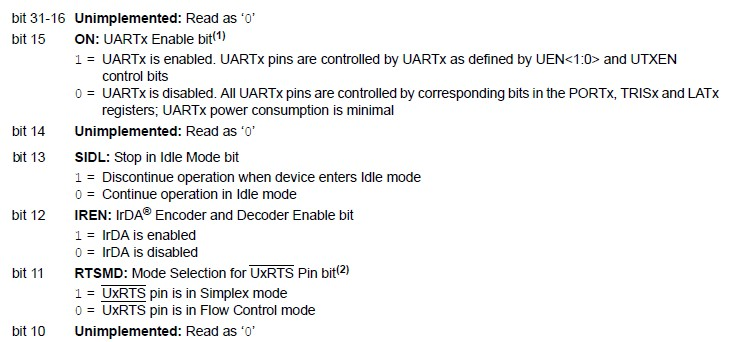 bit 31-16 Unimplemented: Read as ‘0’
bit 15 ON: UARTx Enable bit(1)
1 = UARTx is enabled. UARTx pins are controlled by UARTx as defined by UEN<1:0> and UTXEN
control bits
0 = UARTx is disabled. All UARTx pins are controlled by corresponding bits in the PORTx, TRISx and LATx
registers; UARTx power consumption is minimal
bit 14 Unimplemented: Read as ‘0’
bit 13 SIDL: Stop in Idle Mode bit
1 = Discontinue operation when device enters Idle mode
0 = Continue operation in Idle mode
bit 12 IREN: IrDA® Encoder and Decoder Enable bit
1 = IrDA is enabled
0 = IrDA is disabled
bit 11 RTSMD: Mode Selection for UxRTS Pin bit(2)
1 = UxRTS pin is in Simplex mode
0 = UxRTS pin is in Flow Control mode
bit 10 Unimplemented: Read as ‘0’